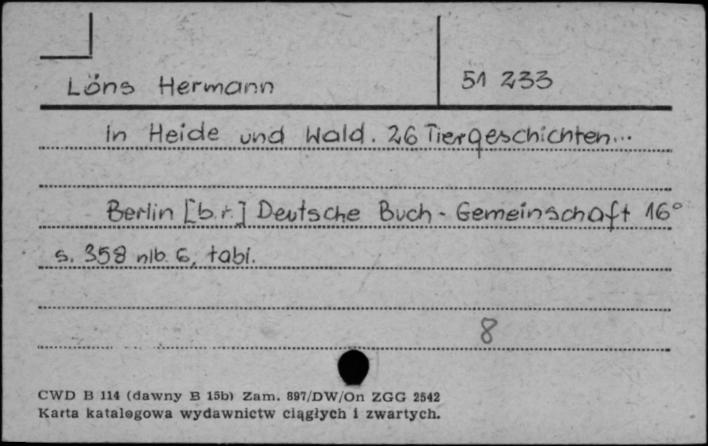 Löns Hermann
51 233
In Heide und Wald. 26 Tiergeschichten...
Berlin [b.r.] Deutsche Buch-Gemeinschaft 16°
s. 358 nlb. 6, tabl.
8
CWD B 114 (dawny B 15b) Zam. 897/DW/On ZGG 2542
Karta katalogowa wydawnictw ciągłych i zwartych.